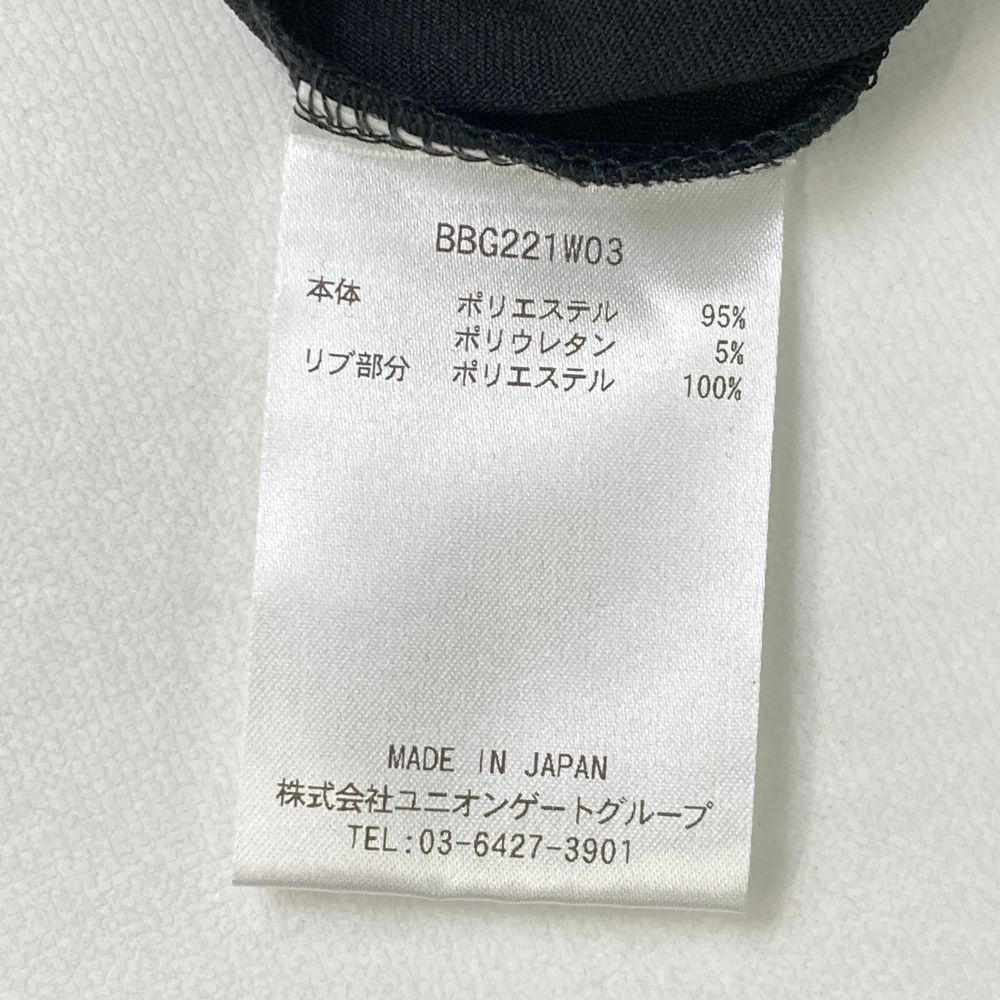 BBG221W03
本体 ポリエステル 95%
ポリウレタン 5%
リブ部分 ポリエステル 100%
MADE IN JAPAN
株式会社ユニオンゲートグループ
TEL:03-6427-3901